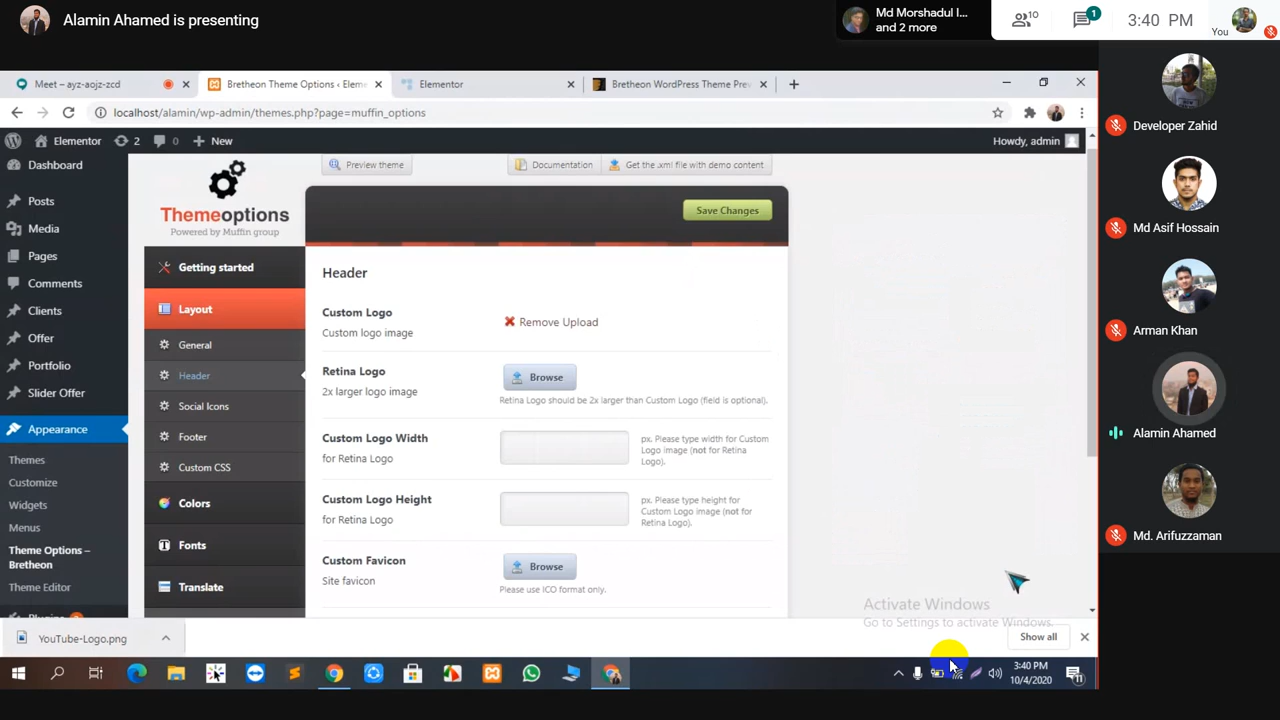 Alamin Ahamed is presenting
Md Morshadul I...
and 2 more
10
1
3:40 PM
You
Meet – ayz-aojz-zcd
Bretheon Theme Options ‹ Eleme
Elementor
Bretheon WordPress Theme Prev
localhost/alamin/wp-admin/themes.php?page=muffin_options
Elementor
2
0
New
Howdy, admin
Dashboard
Posts
Media
Pages
Comments
Clients
Offer
Portfolio
Slider Offer
Appearance
Themes
Customize
Widgets
Menus
Theme Options –
Bretheon
Theme Editor
Themeoptions
Powered by Muffin group
Getting started
Layout
General
Header
Social Icons
Footer
Custom CSS
Colors
Fonts
Translate
Preview theme
Documentation
Get the .xml file with demo content
Save Changes
Header
Custom Logo
Custom logo image
Remove Upload
Retina Logo
2x larger logo image
Browse
Retina Logo should be 2x larger than Custom Logo (field is optional).
Custom Logo Width
for Retina Logo
px. Please type width for Custom
Logo image (not for Retina
Logo).
Custom Logo Height
for Retina Logo
px. Please type height for
Custom Logo image (not for
Retina Logo).
Custom Favicon
Site favicon
Browse
Please use ICO format only.
Activate Windows
Go to Settings to activate Windows.
YouTube-Logo.png
Show all
3:40 PM
10/4/2020
11
Developer Zahid
Md Asif Hossain
Arman Khan
Alamin Ahamed
Md. Arifuzzaman